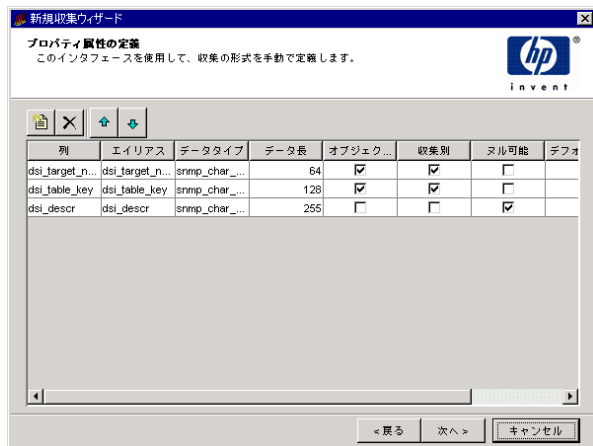 新規収集ウィザード
プロパティ属性の定義
このインタフェースを使用して、収集の形式を手動で定義します。
hp
®
invent
列 エイリアス データタイプ データ長 オブジェク... 収集別 ヌル可能 デフォ
dsi_target_n... dsi_target_n... snmp_char_... 64
dsi_table_key dsi_table_key snmp_char_... 128
dsi_descr dsi_descr snmp_char_... 255
«戻る 次へ» キャンセル